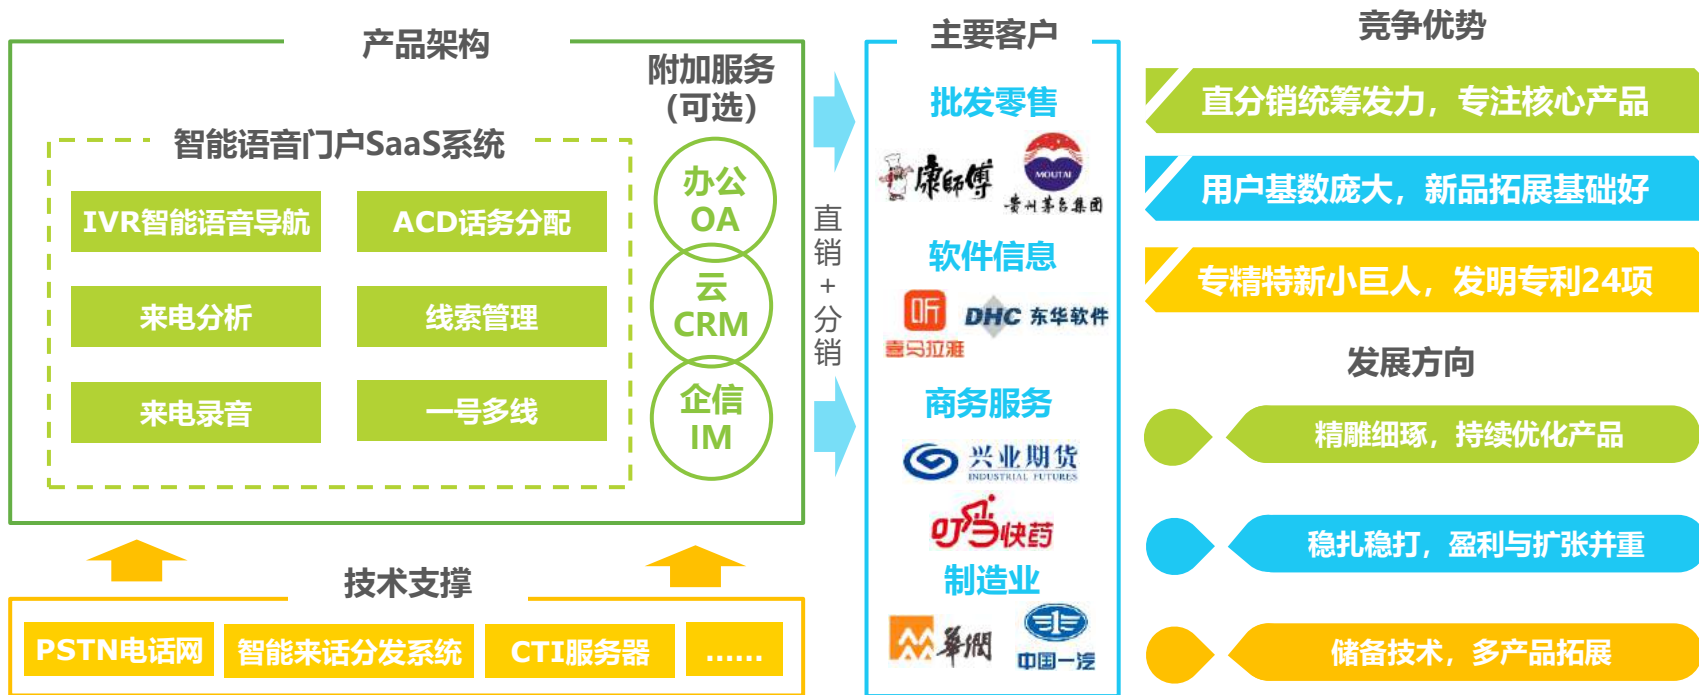 产品架构
附加服务
(可选)
智能语音门户SaaS系统
IVR智能语音导航
ACD话务分配
来电分析
线索管理
来电录音
一号多线
办公
OA
云
CRM
企信
IM
技术支撑
PSTN电话网
智能来话分发系统
CTI服务器
......
直销+分销
主要客户
批发零售
康師傅
MOUTAI
贵州茅台集团
软件信息
听
喜马拉雅
DHC 东华软件
商务服务
兴业期货
INDUSTRIAL FUTURES
叮当快药
制造业
華潤
中国一汽
竞争优势
直分销统筹发力，专注核心产品
用户基数庞大，新品拓展基础好
专精特新小巨人，发明专利24项
发展方向
精雕细琢，持续优化产品
稳扎稳打，盈利与扩张并重
储备技术，多产品拓展